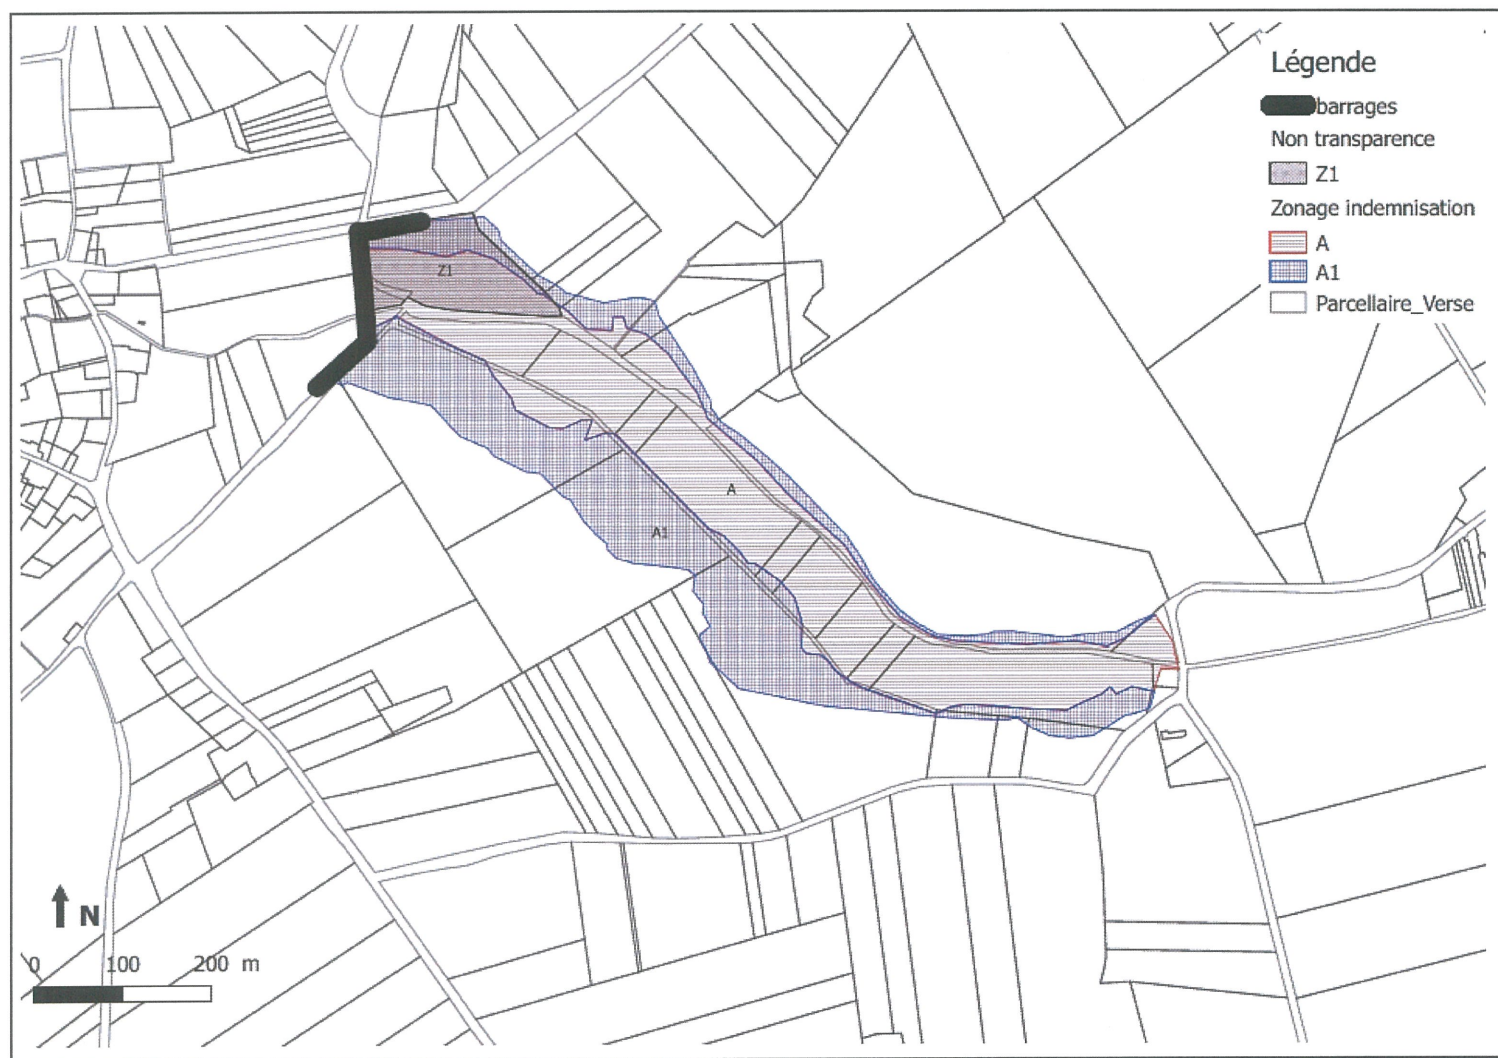 Légende
barrages
Non transparence
Z1
Zonage indemnisation
A
A1
Parcellaire_Verse
Z1
A
A1
N
0 100 200 m